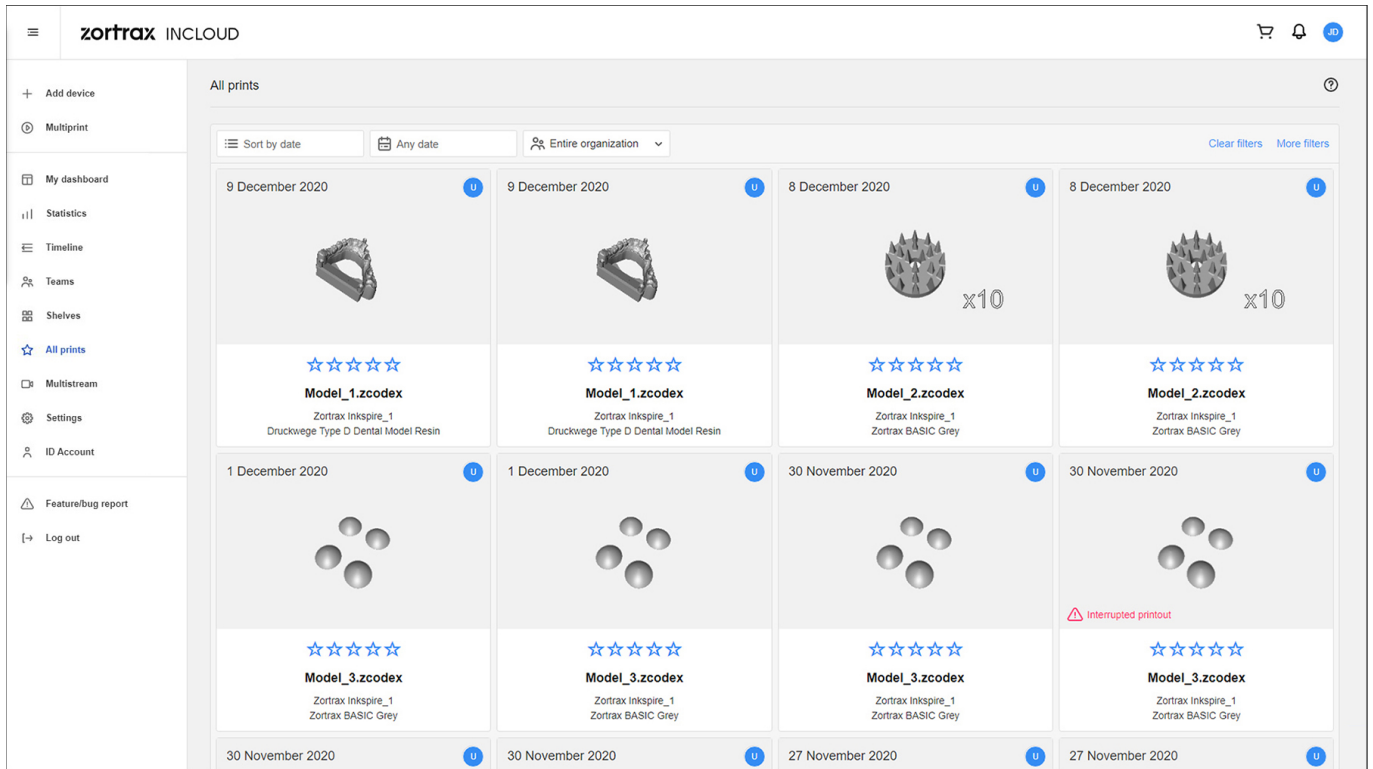 zortrax INCLOUD
JD
Add device
Multiprint
My dashboard
Statistics
Timeline
Teams
Shelves
All prints
Multistream
Settings
ID Account
Feature/bug report
Log out
All prints
Sort by date
Any date
Entire organization
Clear filters
More filters
9 December 2020
U
Model_1.zcodex
Zortrax Inkspire_1
Druckwege Type D Dental Model Resin
9 December 2020
U
Model_1.zcodex
Zortrax Inkspire_1
Druckwege Type D Dental Model Resin
8 December 2020
U
x10
Model_2.zcodex
Zortrax Inkspire_1
Zortrax BASIC Grey
8 December 2020
U
x10
Model_2.zcodex
Zortrax Inkspire_1
Zortrax BASIC Grey
1 December 2020
U
Model_3.zcodex
Zortrax Inkspire_1
Zortrax BASIC Grey
1 December 2020
U
Model_3.zcodex
Zortrax Inkspire_1
Zortrax BASIC Grey
30 November 2020
U
Model_3.zcodex
Zortrax Inkspire_1
Zortrax BASIC Grey
30 November 2020
U
Interrupted printout
Model_3.zcodex
Zortrax Inkspire_1
Zortrax BASIC Grey
30 November 2020
U
30 November 2020
U
27 November 2020
U
27 November 2020
U